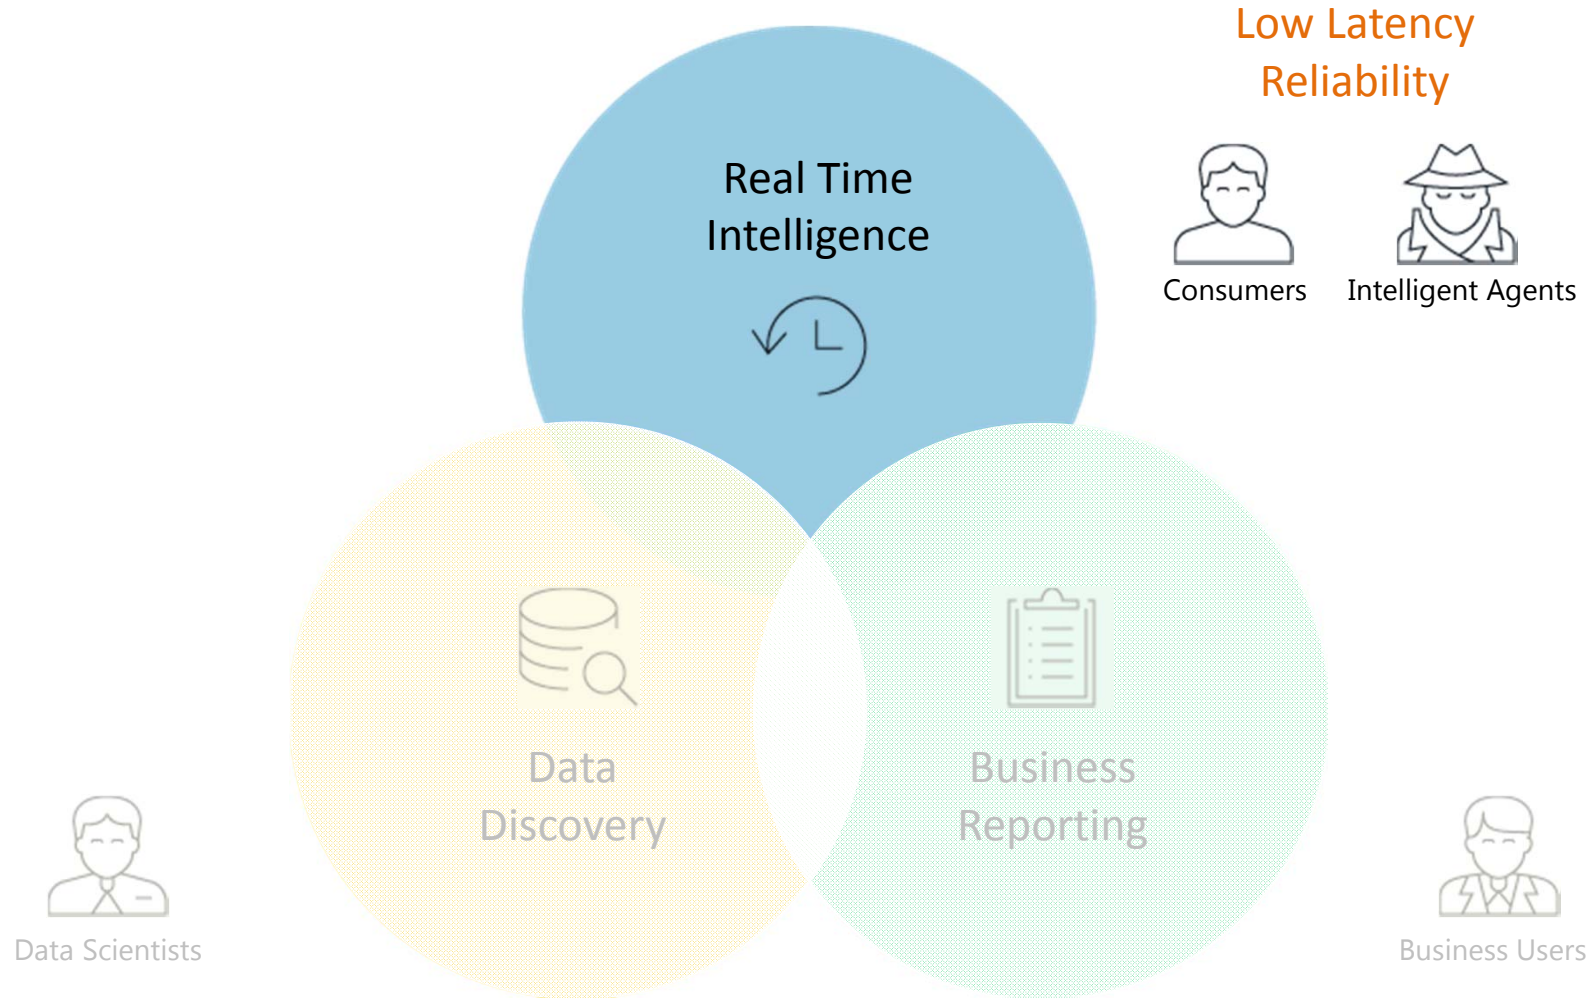 Low Latency
Reliability
Real Time
Intelligence
Consumers
Intelligent Agents
Data
Discovery
Business
Reporting
Data Scientists
Business Users